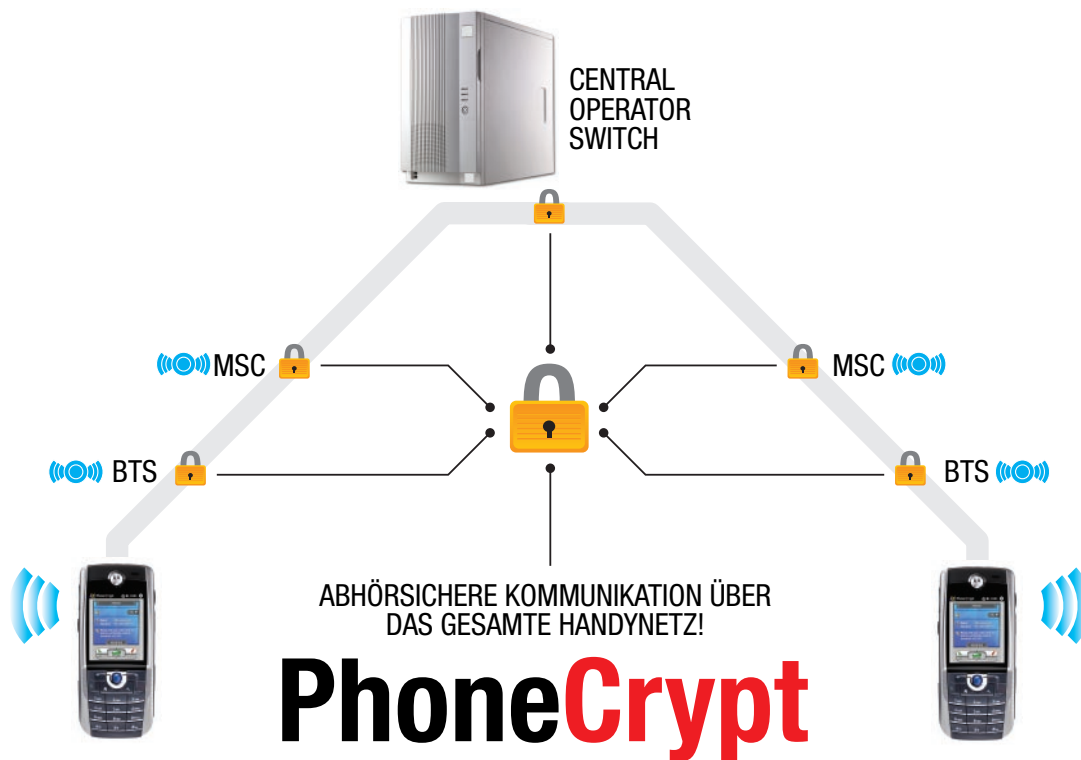 CENTRAL
OPERATOR
SWITCH
MSC
MSC
BTS
BTS
ABHÖRSICHERE KOMMUNIKATION ÜBER
DAS GESAMTE HANDYNETZ!
PhoneCrypt